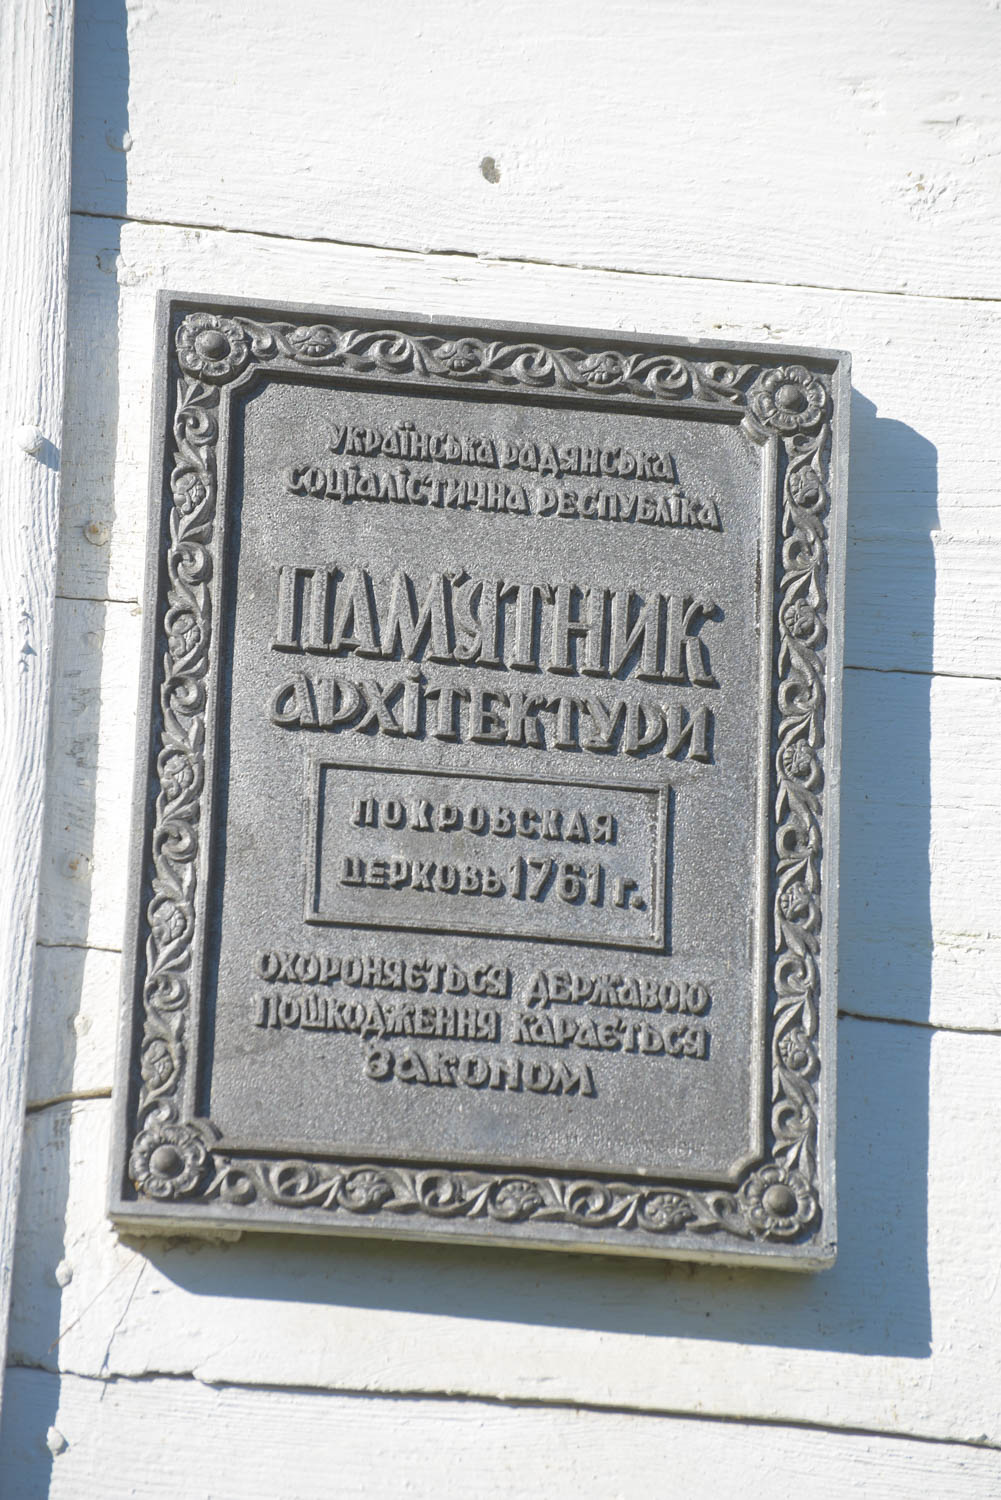 УКРАЇНСЬКА РАДЯНСЬКА
СОЦІАЛІСТИЧНА РЕСПУБЛІКА
ПАМ'ЯТНИК
АРХІТЕКТУРИ
ПОКРОВСКАЯ
ЦЕРКОВЬ 1761 г.
ОХОРОНЯЄТЬСЯ ДЕРЖАВОЮ
ПОШКОДЖЕННЯ КАРАЄТЬСЯ
ЗАКОНОМ